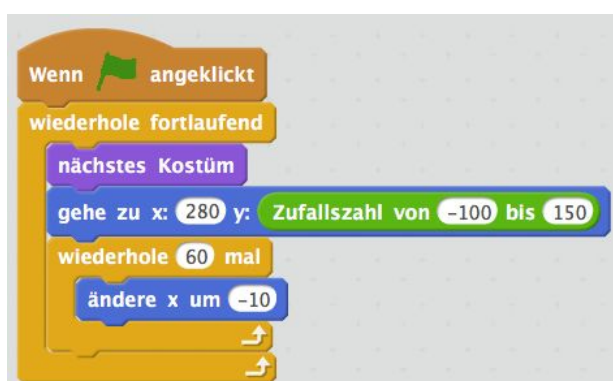 Wenn angeklickt
wiederhole fortlaufend
nächstes Kostüm
gehe zu x: 280 y: Zufallszahl von -100 bis 150
wiederhole 60 mal
ändere x um -10